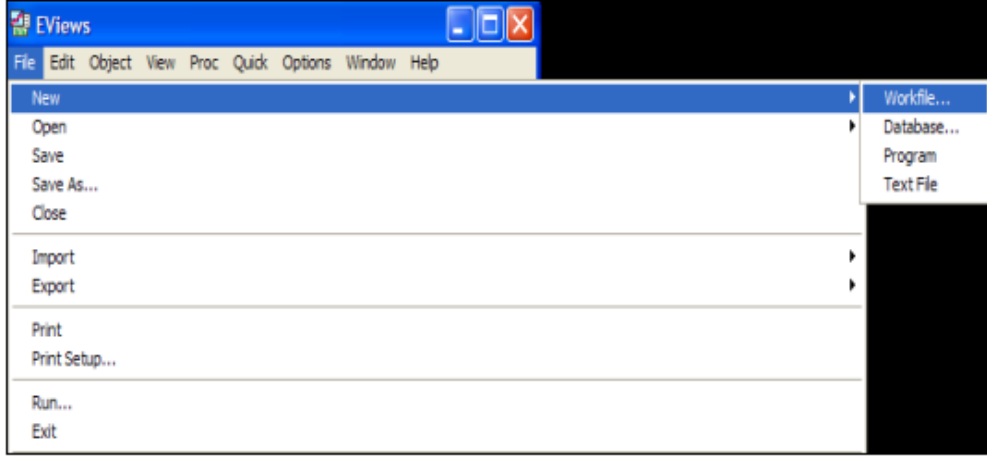 EViews
File Edit Object View Proc Quick Options Window Help
New
Workfile...
Open
Database...
Save
Program
Save As...
Text File
Close
Import
Export
Print
Print Setup...
Run...
Exit